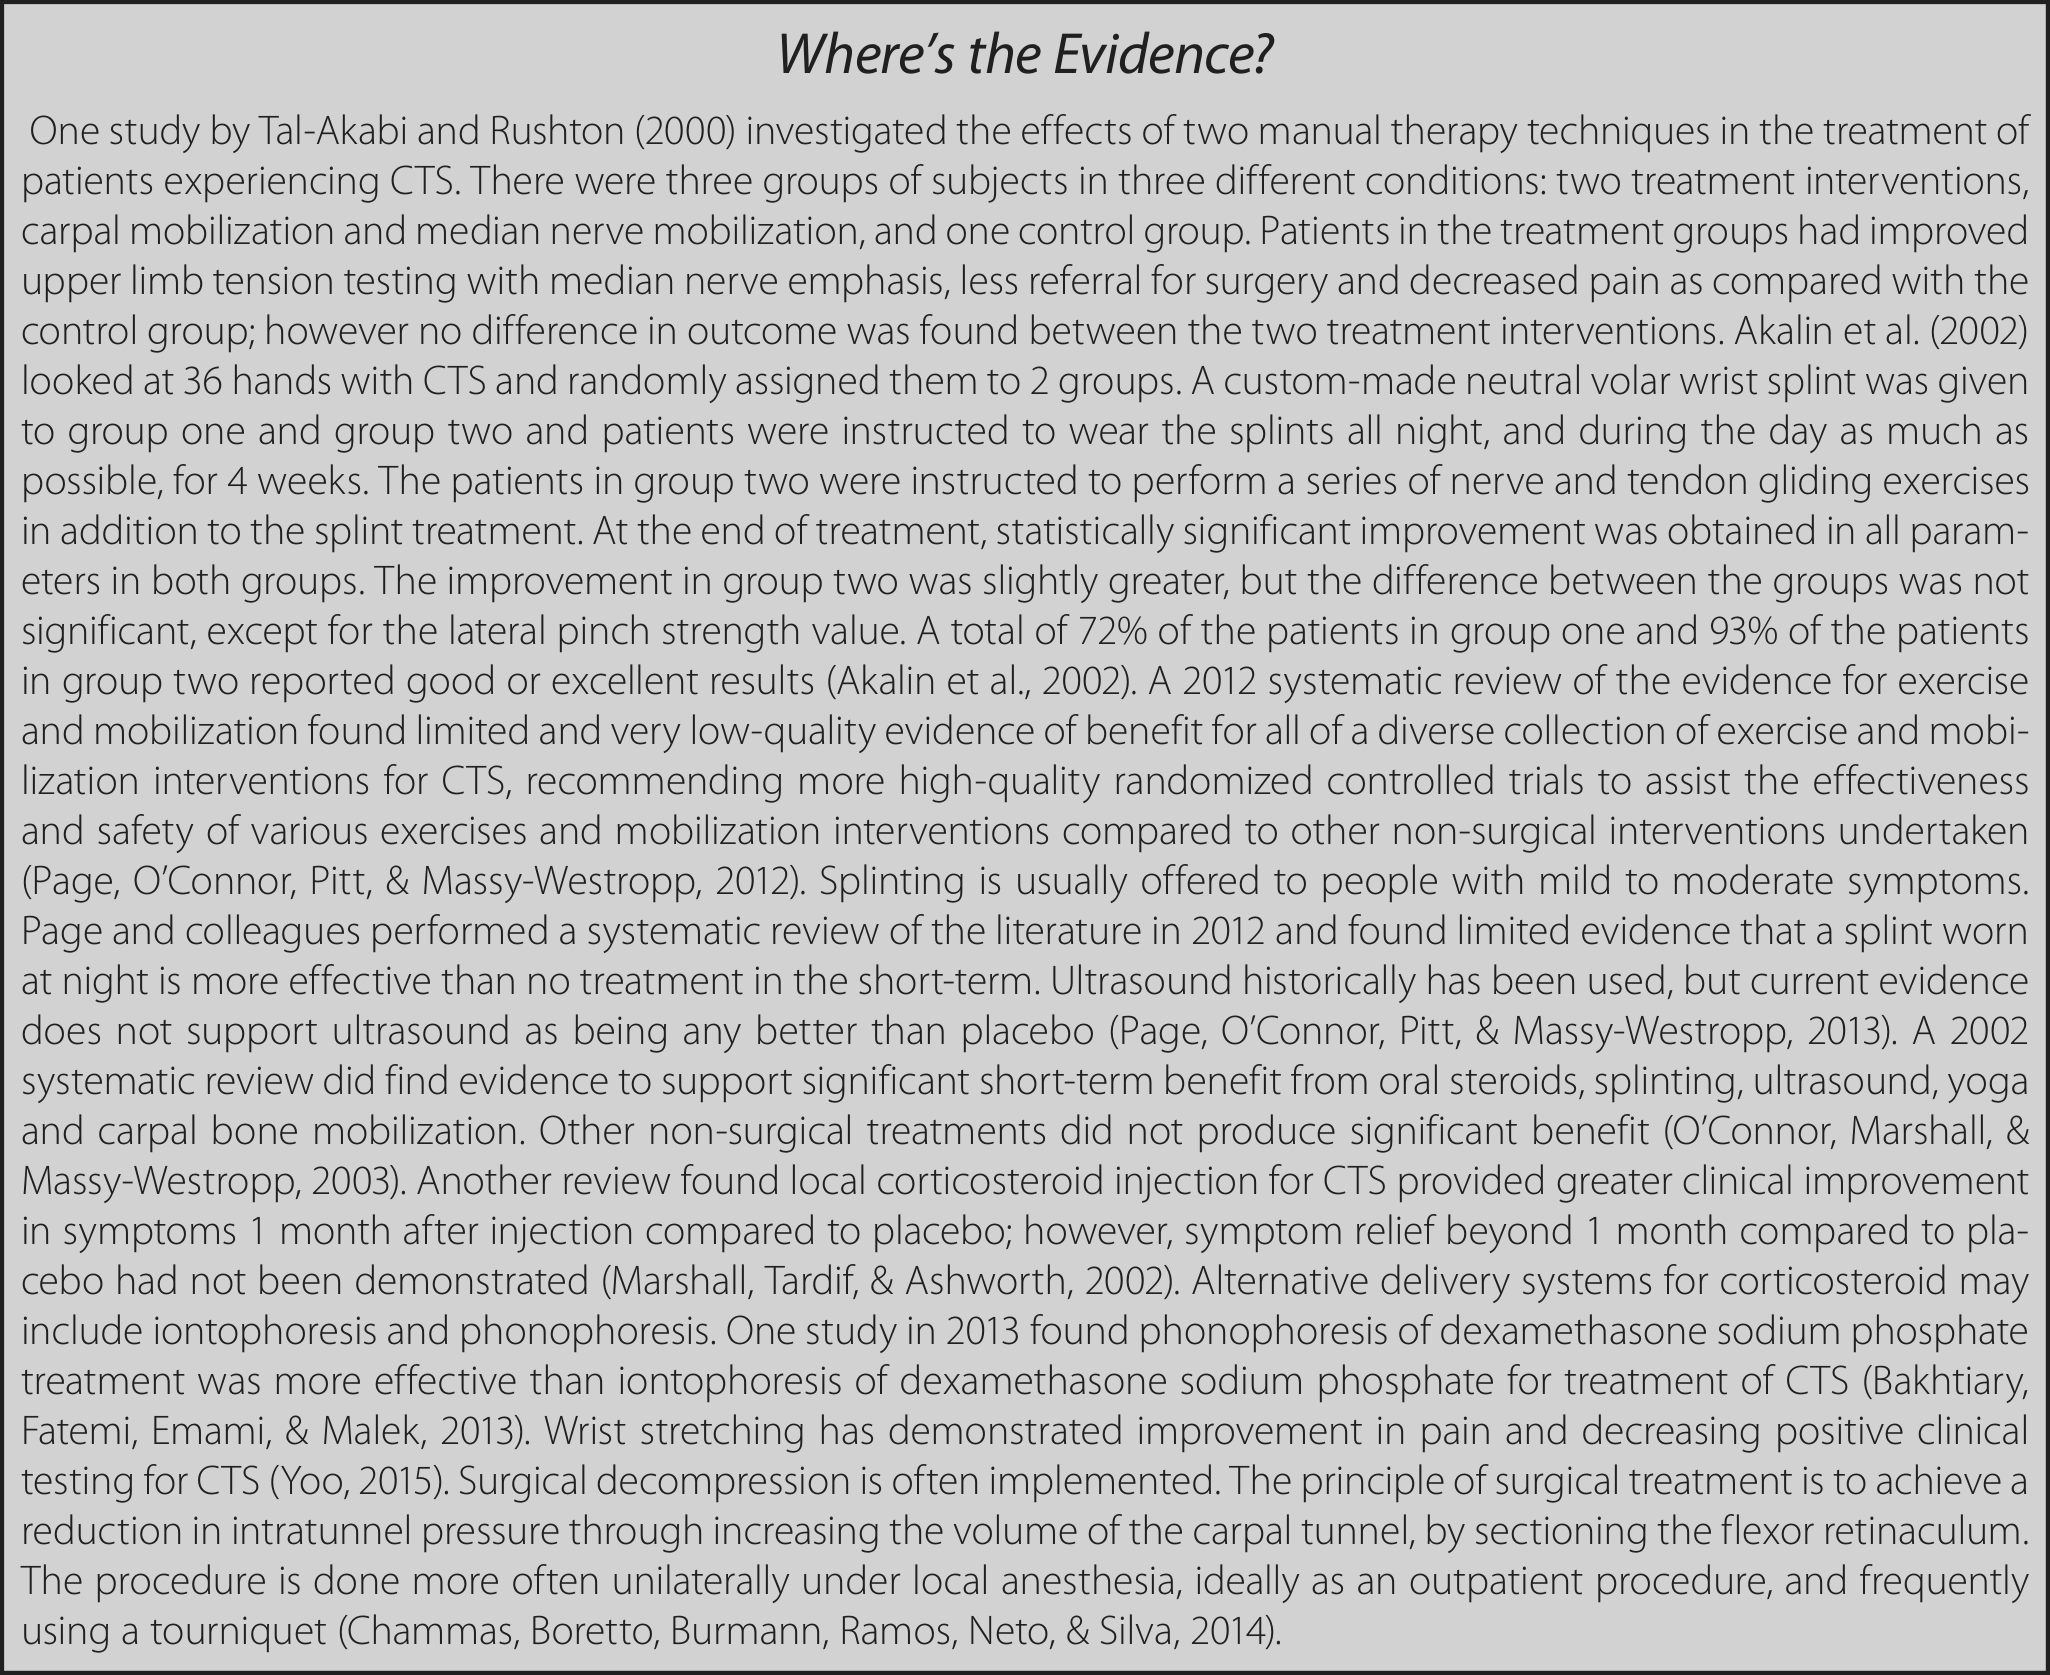 Where’s the Evidence?
One study by Tal-Akabi and Rushton (2000) investigated the effects of two manual therapy techniques in the treatment of
patients experiencing CTS. There were three groups of subjects in three different conditions: two treatment interventions,
carpal mobilization and median nerve mobilization, and one control group. Patients in the treatment groups had improved
upper limb tension testing with median nerve emphasis, less referral for surgery and decreased pain as compared with the
control group; however no difference in outcome was found between the two treatment interventions. Akalin et al. (2002)
looked at 36 hands with CTS and randomly assigned them to 2 groups. A custom-made neutral volar wrist splint was given
to group one and group two and patients were instructed to wear the splints all night, and during the day as much as
possible, for 4 weeks. The patients in group two were instructed to perform a series of nerve and tendon gliding exercises
in addition to the splint treatment. At the end of treatment, statistically significant improvement was obtained in all param-
eters in both groups. The improvement in group two was slightly greater, but the difference between the groups was not
significant, except for the lateral pinch strength value. A total of 72% of the patients in group one and 93% of the patients
in group two reported good or excellent results (Akalin et al., 2002). A 2012 systematic review of the evidence for exercise
and mobilization found limited and very low-quality evidence of benefit for all of a diverse collection of exercise and mobi-
lization interventions for CTS, recommending more high-quality randomized controlled trials to assist the effectiveness
and safety of various exercises and mobilization interventions compared to other non-surgical interventions undertaken
(Page, O’Connor, Pitt, & Massy-Westropp, 2012). Splinting is usually offered to people with mild to moderate symptoms.
Page and colleagues performed a systematic review of the literature in 2012 and found limited evidence that a splint worn
at night is more effective than no treatment in the short-term. Ultrasound historically has been used, but current evidence
does not support ultrasound as being any better than placebo (Page, O’Connor, Pitt, & Massy-Westropp, 2013). A 2002
systematic review did find evidence to support significant short-term benefit from oral steroids, splinting, ultrasound, yoga
and carpal bone mobilization. Other non-surgical treatments did not produce significant benefit (O’Connor, Marshall, &
Massy-Westropp, 2003). Another review found local corticosteroid injection for CTS provided greater clinical improvement
in symptoms 1 month after injection compared to placebo; however, symptom relief beyond 1 month compared to pla-
cebo had not been demonstrated (Marshall, Tardif, & Ashworth, 2002). Alternative delivery systems for corticosteroid may
include iontophoresis and phonophoresis. One study in 2013 found phonophoresis of dexamethasone sodium phosphate
treatment was more effective than iontophoresis of dexamethasone sodium phosphate for treatment of CTS (Bakhtiary,
Fatemi, Emami, & Malek, 2013). Wrist stretching has demonstrated improvement in pain and decreasing positive clinical
testing for CTS (Yoo, 2015). Surgical decompression is often implemented. The principle of surgical treatment is to achieve a
reduction in intratunnel pressure through increasing the volume of the carpal tunnel, by sectioning the flexor retinaculum.
The procedure is done more often unilaterally under local anesthesia, ideally as an outpatient procedure, and frequently
using a tourniquet (Chammas, Boretto, Burmann, Ramos, Neto, & Silva, 2014).